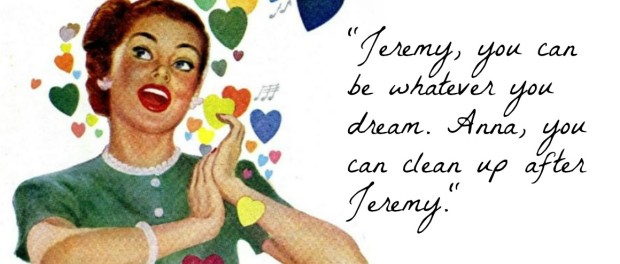 "Jeremy, you can
be whatever you
dream. Anna, you
can clean up after
Jeremy."